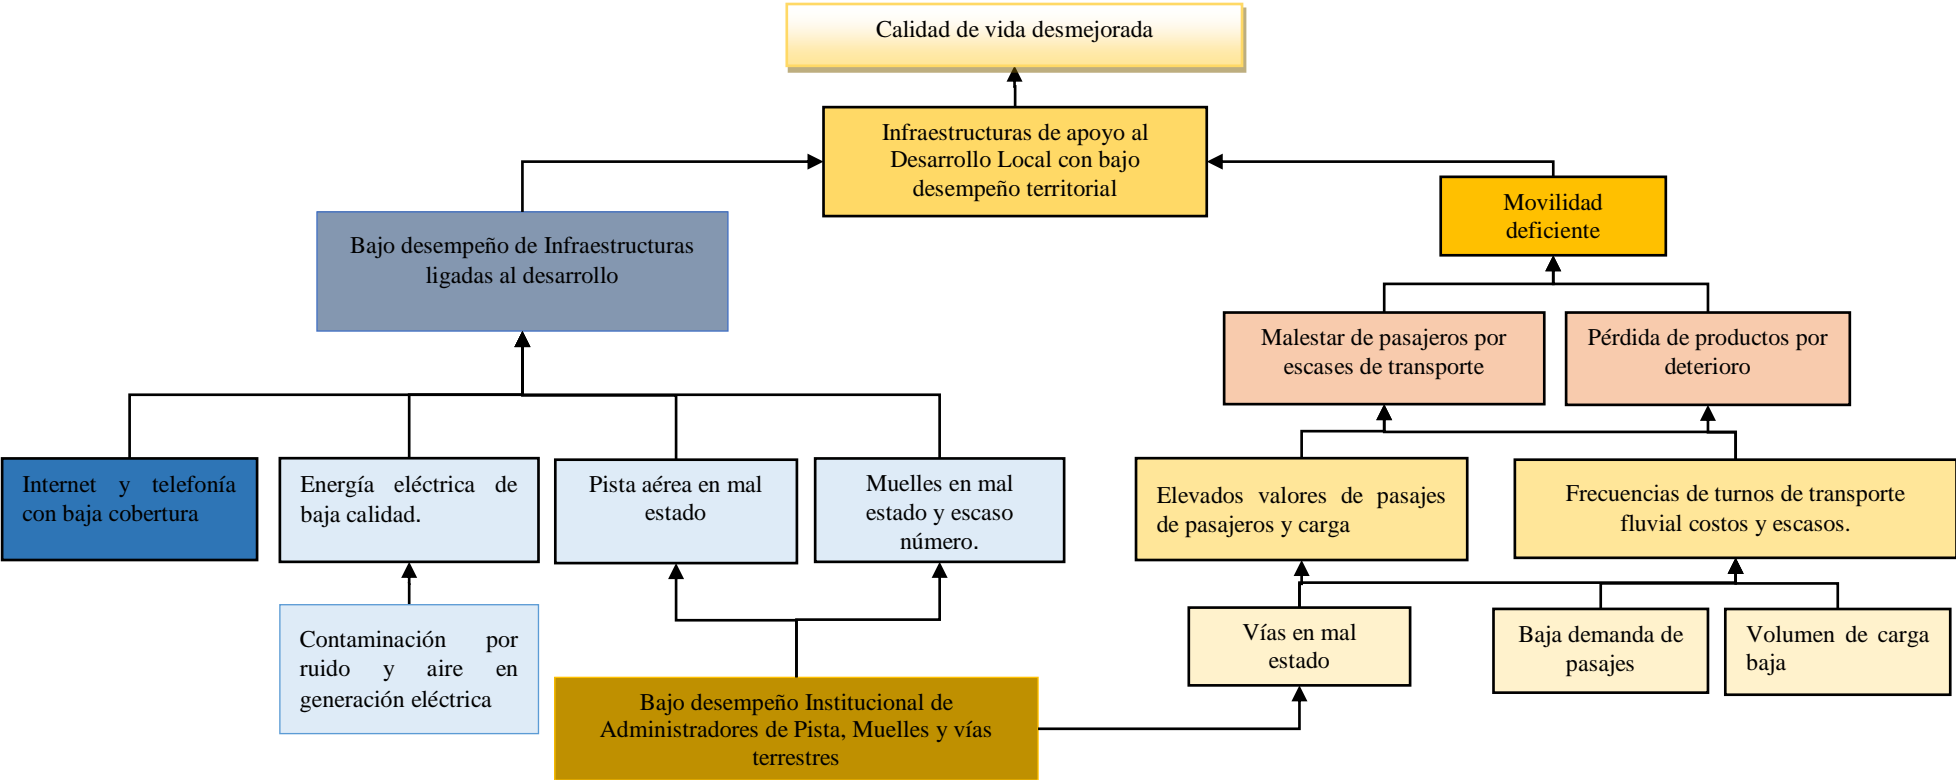 Calidad de vida desmejorada
Infraestructuras de apoyo al
Desarrollo Local con bajo
desempeño territorial
Movilidad
deficiente
Bajo desempeño de Infraestructuras
ligadas al desarrollo
Malestar de pasajeros por
escases de transporte
Pérdida de productos por
deterioro
Internet y telefonía
con baja cobertura
Energía eléctrica de
baja calidad.
Pista aérea en mal
estado
Muelles en mal
estado y escaso
número.
Elevados valores de pasajes
de pasajeros y carga
Frecuencias de turnos de transporte
fluvial costos y escasos.
Contaminación por
ruido y aire en
generación eléctrica
Vías en mal
estado
Baja demanda de
pasajes
Volumen de carga
baja
Bajo desempeño Institucional de
Administradores de Pista, Muelles y vías
terrestres